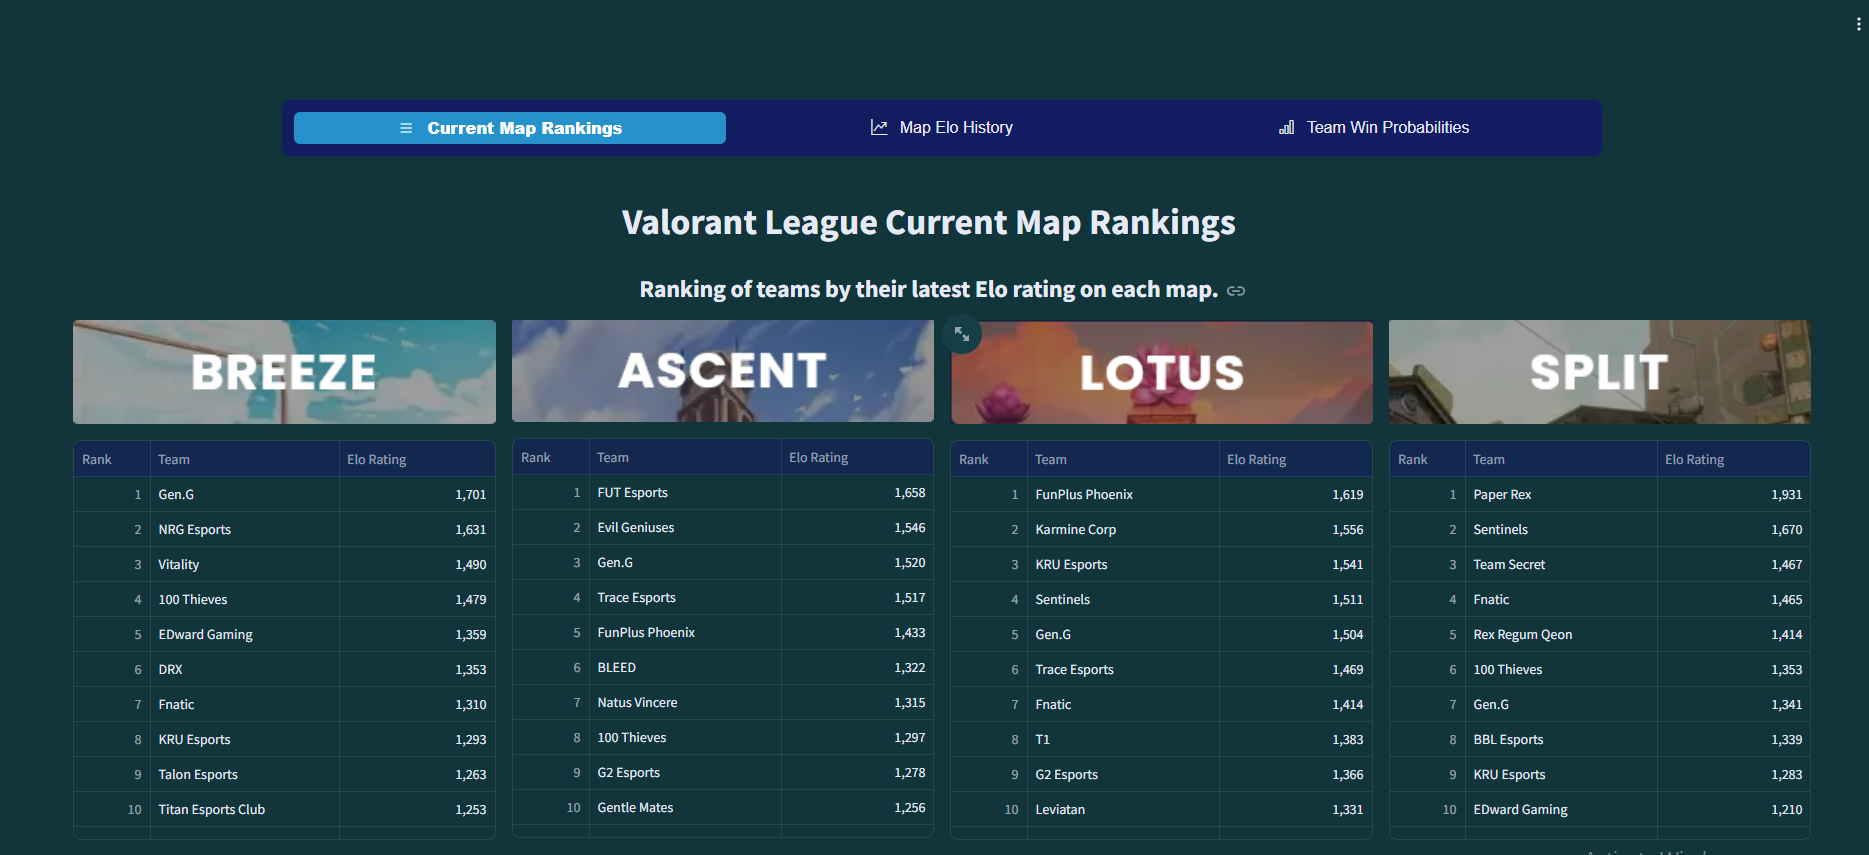 Current Map Rankings
Map Elo History
Team Win Probabilities
Valorant League Current Map Rankings
Ranking of teams by their latest Elo rating on each map.
BREEZE
Rank Team Elo Rating
1 Gen.G 1,701
2 NRG Esports 1,631
3 Vitality 1,490
4 100 Thieves 1,479
5 EDward Gaming 1,359
6 DRX 1,353
7 Fnatic 1,310
8 KRU Esports 1,293
9 Talon Esports 1,263
10 Titan Esports Club 1,253
ASCENT
Rank Team Elo Rating
1 FUT Esports 1,658
2 Evil Geniuses 1,546
3 Gen.G 1,520
4 Trace Esports 1,517
5 FunPlus Phoenix 1,433
6 BLEED 1,322
7 Natus Vincere 1,315
8 100 Thieves 1,297
9 G2 Esports 1,278
10 Gentle Mates 1,256
LOTUS
Rank Team Elo Rating
1 FunPlus Phoenix 1,619
2 Karmine Corp 1,556
3 KRU Esports 1,541
4 Sentinels 1,511
5 Gen.G 1,504
6 Trace Esports 1,469
7 Fnatic 1,414
8 T1 1,383
9 G2 Esports 1,366
10 Leviatan 1,331
SPLIT
Rank Team Elo Rating
1 Paper Rex 1,931
2 Sentinels 1,670
3 Team Secret 1,467
4 Fnatic 1,465
5 Rex Regum Qeon 1,414
6 100 Thieves 1,353
7 Gen.G 1,341
8 BBL Esports 1,339
9 KRU Esports 1,283
10 EDward Gaming 1,210